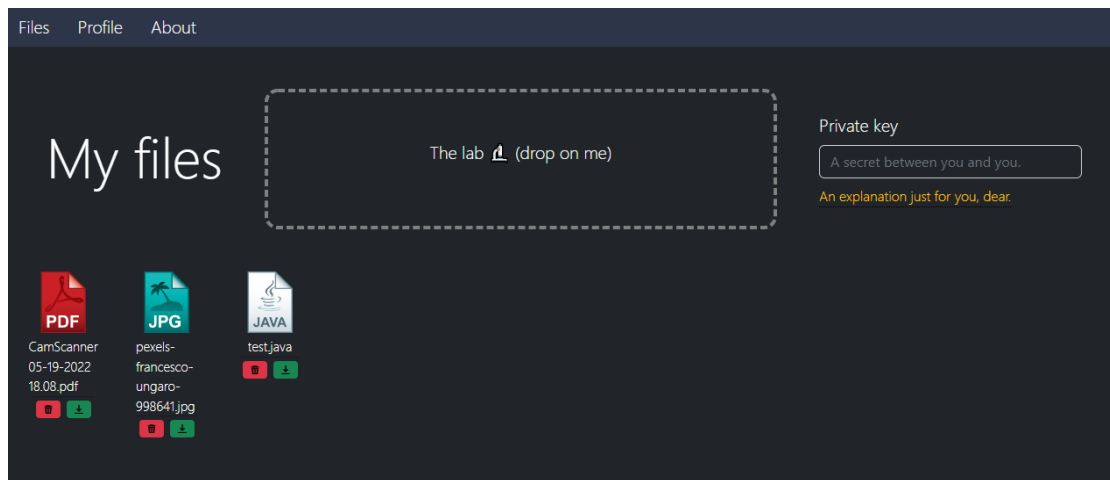 Files Profile About
My files
The lab (drop on me)
Private key
A secret between you and you.
An explanation just for you, dear.
PDF
CamScanner
05-19-2022
18.08.pdf
JPG
pexels-
francesco-
ungaro-
998641.jpg
JAVA
test.java